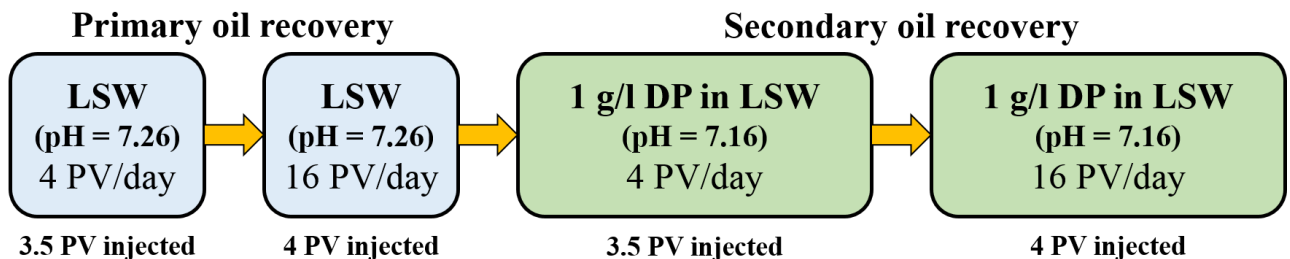 Primary oil recovery
Secondary oil recovery
LSW
(pH = 7.26)
4 PV/day
3.5 PV injected
LSW
(pH = 7.26)
16 PV/day
4 PV injected
1 g/l DP in LSW
(pH = 7.16)
4 PV/day
3.5 PV injected
1 g/l DP in LSW
(pH = 7.16)
16 PV/day
4 PV injected